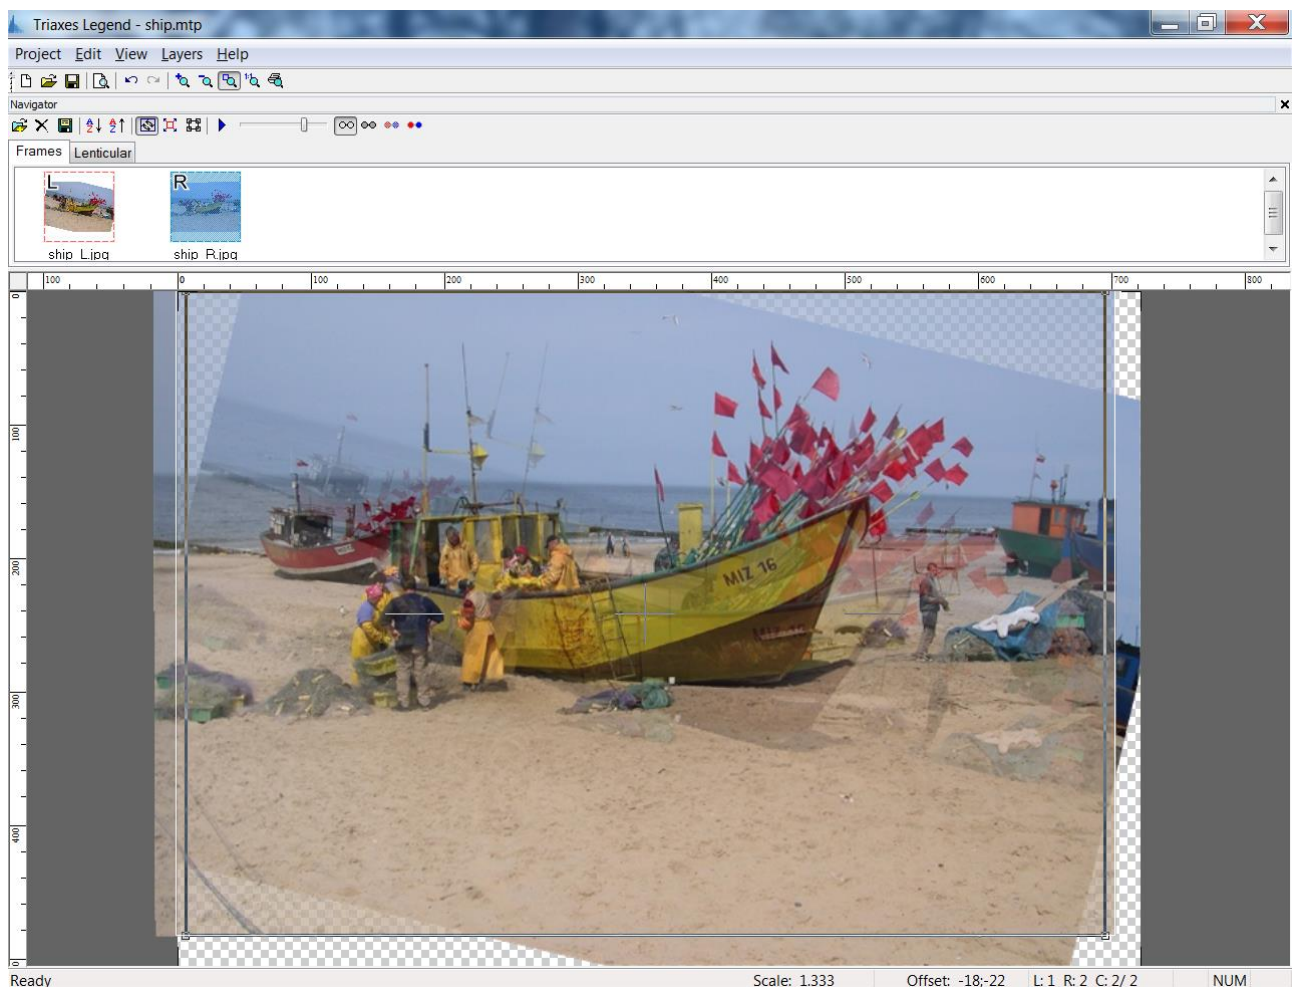 Triaxes Legend - ship.mtp
Project Edit View Layers Help
1:1
Navigator
Frames Lenticular
L R
ship_L.jpg ship_R.jpg
100 0 100 200 300 400 500 600 700 800
0
100
200
300
400
MIZ 16
Ready Scale: 1.333 Offset: -18;-22 L: 1 R: 2 C: 2/ 2 NUM